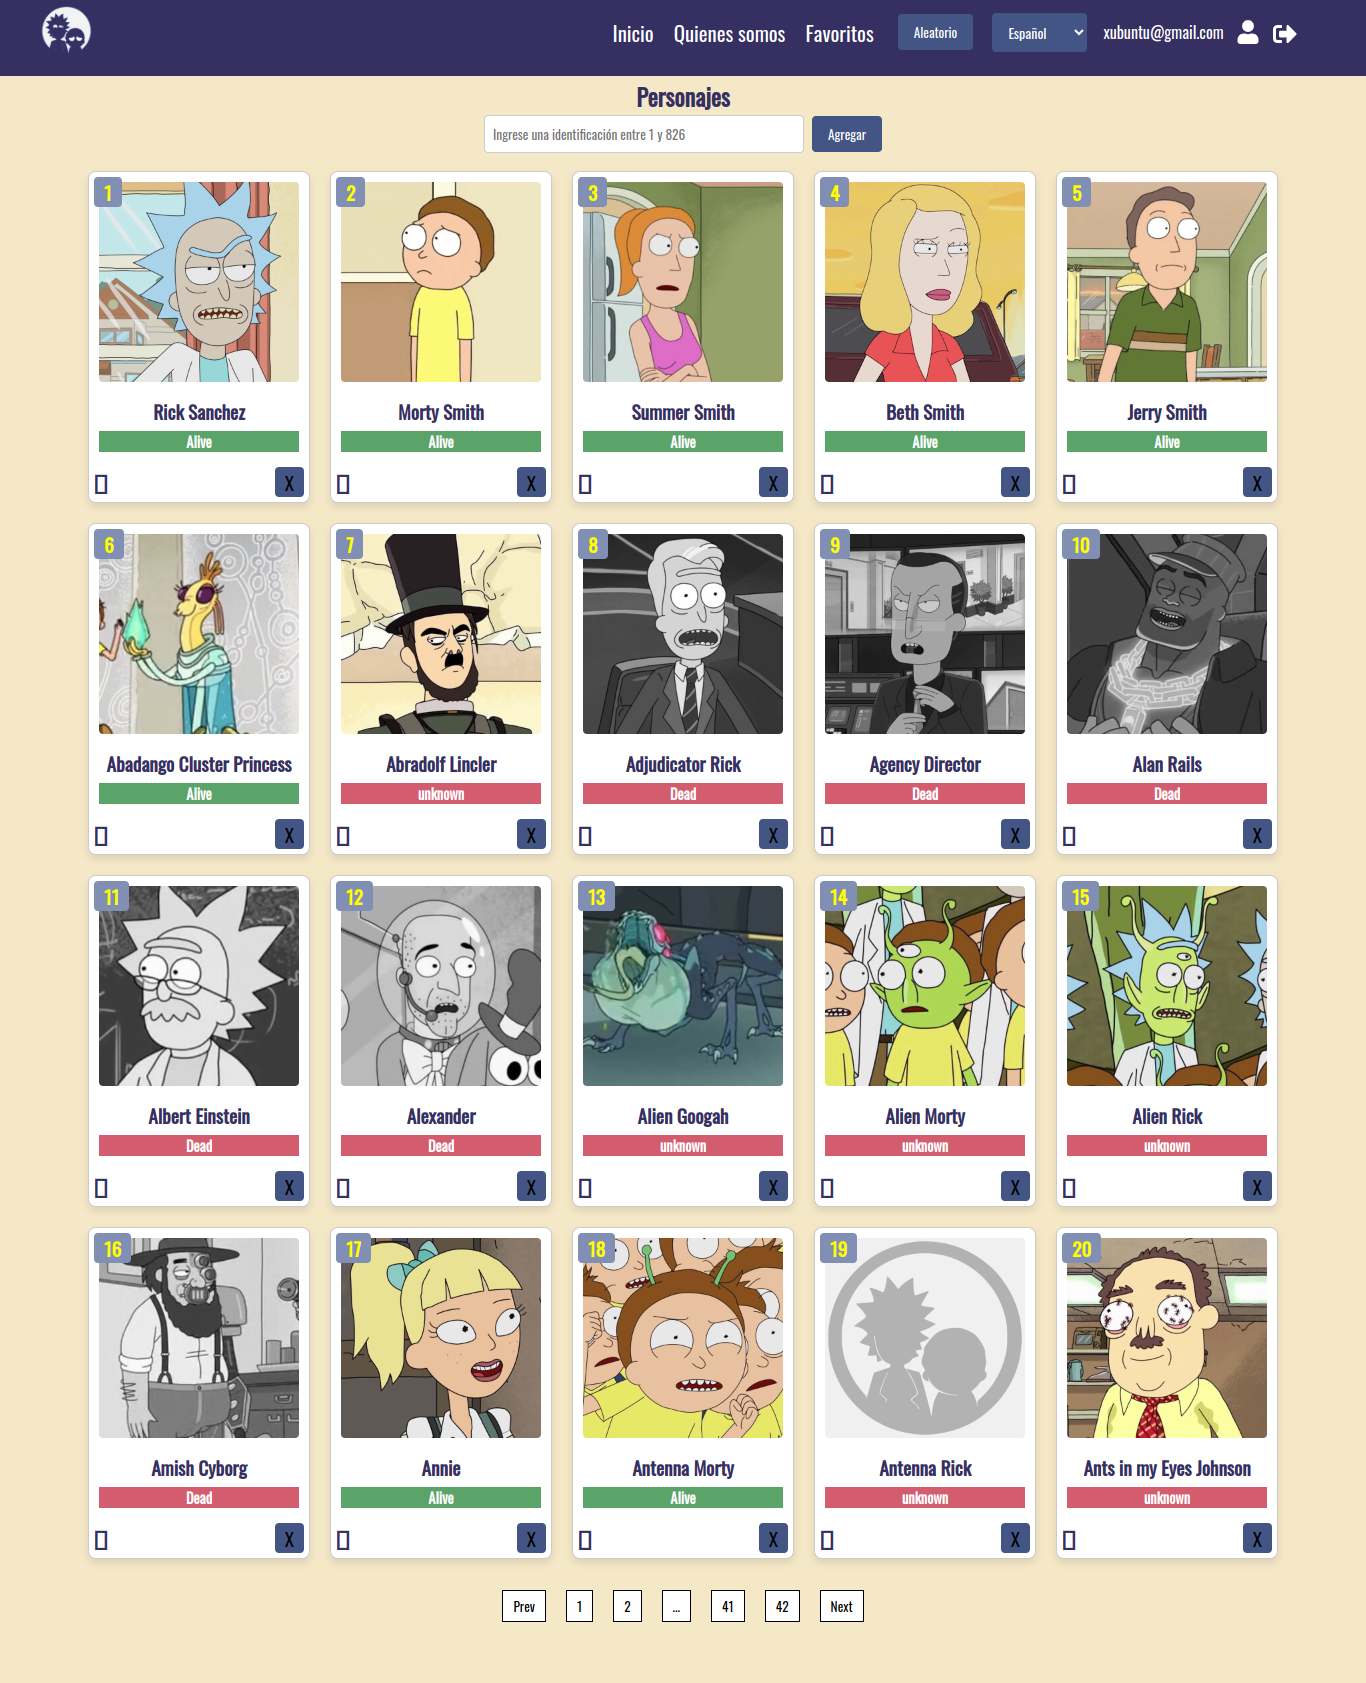 Inicio Quienes somos Favoritos Aleatorio Español xubuntu@gmail.com
Personajes
Ingrese una identificación entre 1 y 826 Agregar
1 2 3 4 5
Rick Sanchez Morty Smith Summer Smith Beth Smith Jerry Smith
Alive Alive Alive Alive Alive
X X X X X
6 7 8 9 10
Abadango Cluster Princess Abradolf Lincler Adjudicator Rick Agency Director Alan Rails
Alive unknown Dead Dead Dead
X X X X X
11 12 13 14 15
Albert Einstein Alexander Alien Googah Alien Morty Alien Rick
Dead Dead unknown unknown unknown
X X X X X
16 17 18 19 20
Amish Cyborg Annie Antenna Morty Antenna Rick Ants in my Eyes Johnson
Dead Alive Alive unknown unknown
X X X X X
Prev 1 2 ... 41 42 Next